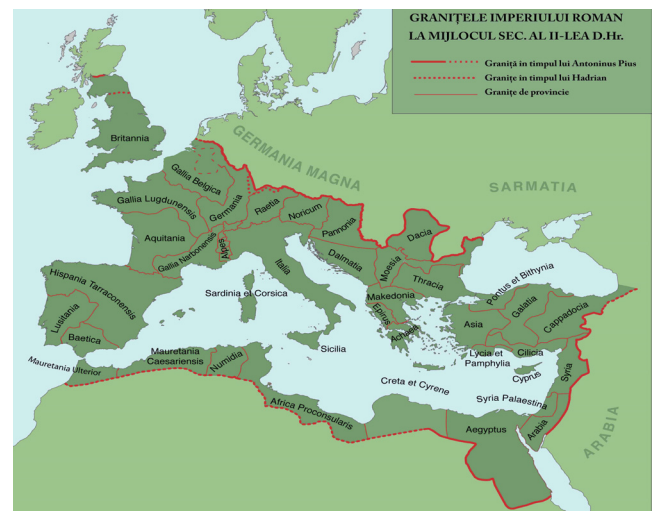 GRANIȚELE IMPERIULUI ROMAN
LA MIJLOCUL SEC. AL II-LEA D.Hr.
Graniță în timpul lui Antoninus Pius
Granițe în timpul lui Hadrian
Granițe de provincie
Britannia
GERMANIA MAGNA
SARMATIA
Gallia Belgica
Gallia Lugdunensis
Germania
Raetia
Noricum
Pannonia
Aquitania
Gallia Narbonensis
Alpes
Italia
Dalmatia
Dacia
Moesia
Thracia
Makedonia
Epirus
Achaia
Pontus et Bithynia
Galatia
Cappadocia
Asia
Lycia et
Pamphylia
Cilicia
Cyprus
Syria
Hispania Tarraconensis
Lusitania
Baetica
Sardinia et Corsica
Sicilia
Mauretania Ulterior
Mauretania
Caesariensis
Numidia
Africa Proconsularis
Creta et Cyrene
Syria Palaestina
Arabia
Aegyptus
ARABIA